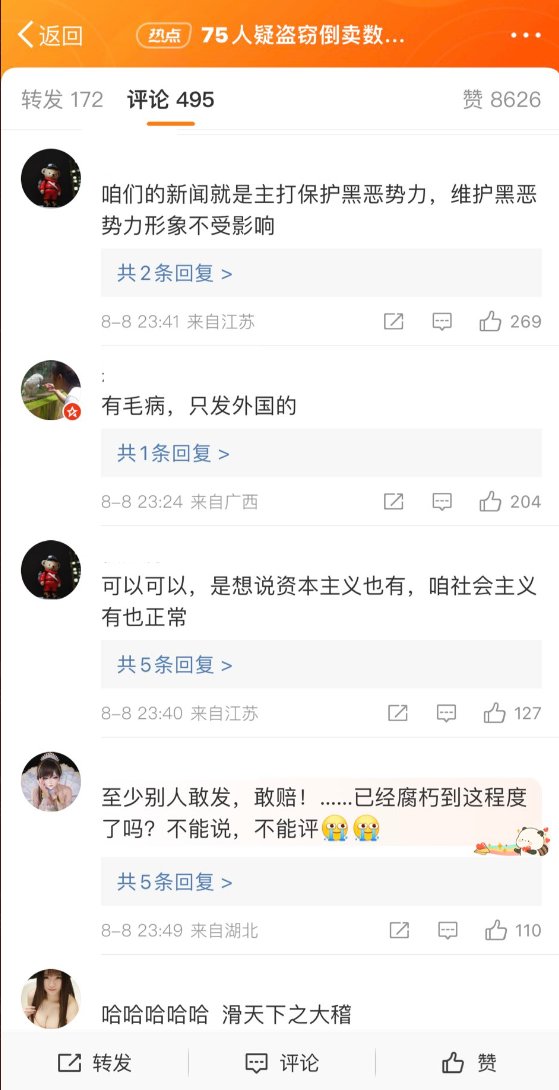 返回
热点 75人疑盗窃倒卖数...
转发 172 评论 495 赞 8626
咱们的新闻就是主打保护黑恶势力，维护黑恶
势力形象不受影响
共2条回复 >
8-8 23:41 来自江苏 269
:
有毛病，只发外国的
共1条回复 >
8-8 23:24 来自广西 204
可以可以，是想说资本主义也有，咱社会主义
有也正常
共5条回复 >
8-8 23:40 来自江苏 127
至少别人敢发，敢赔！......已经腐朽到这程度
了吗？不能说，不能评😭😭
共5条回复 >
8-8 23:49 来自湖北 110
哈哈哈哈哈 滑天下之大稽
转发 评论 赞